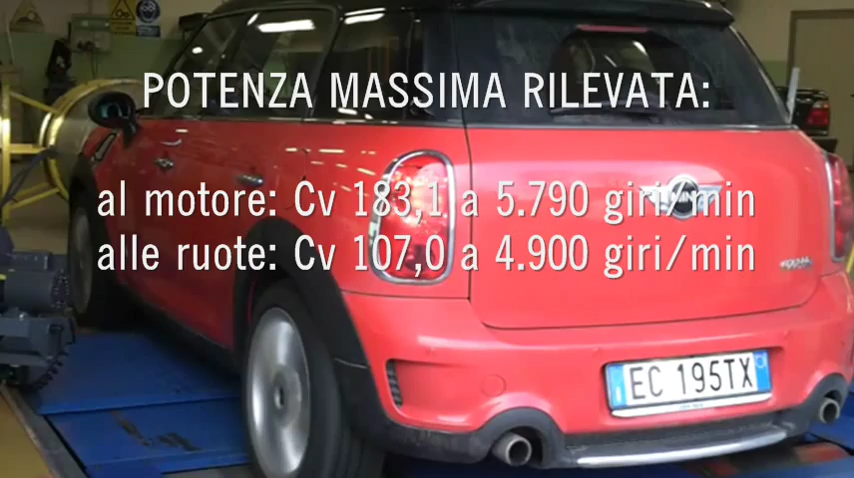 POTENZA MASSIMA RILEVATA:
al motore: Cv 183,1 a 5.790 giri/min
alle ruote: Cv 107,0 a 4.900 giri/min
MINI
EC 195TX